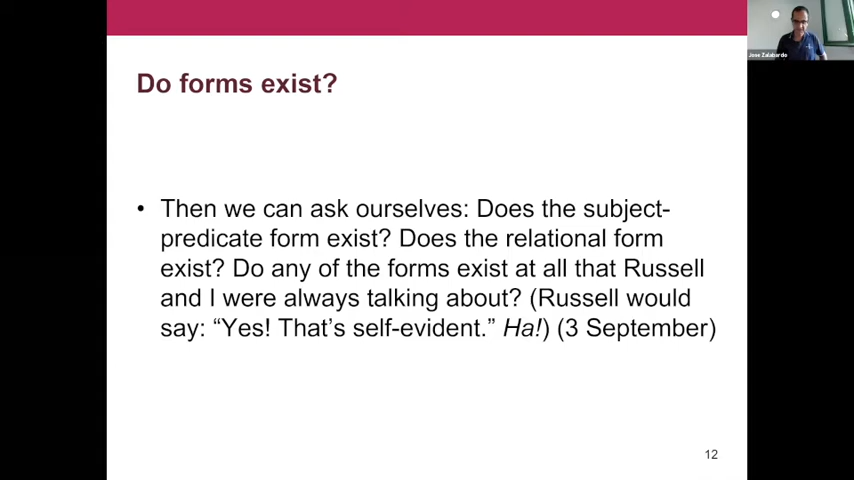 Do forms exist?
• Then we can ask ourselves: Does the subject-
predicate form exist? Does the relational form
exist? Do any of the forms exist at all that Russell
and I were always talking about? (Russell would
say: “Yes! That’s self-evident.” Ha!) (3 September)
12
Jose Zalabardo